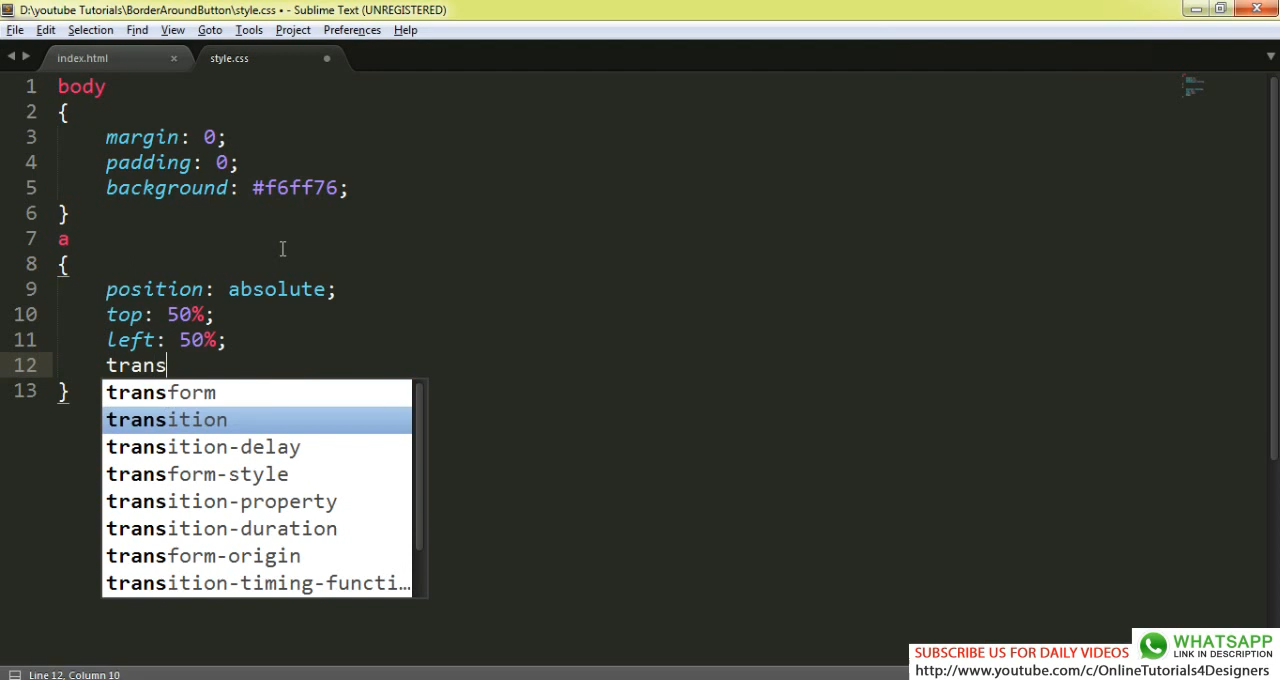 D:\youtube Tutorials\BorderAroundButton\style.css • - Sublime Text (UNREGISTERED)
File Edit Selection Find View Goto Tools Project Preferences Help
index.html × style.css
1 body
2 {
3 margin: 0;
4 padding: 0;
5 background: #f6ff76;
6 }
7 a
8 {
9 position: absolute;
10 top: 50%;
11 left: 50%;
12 trans
13 }
transform
transition
transition-delay
transform-style
transition-property
transition-duration
transform-origin
transition-timing-functi…
WHATSAPP
LINK IN DESCRIPTION
SUBSCRIBE US FOR DAILY VIDEOS
http://www.youtube.com/c/OnlineTutorials4Designers
Line 12, Column 10